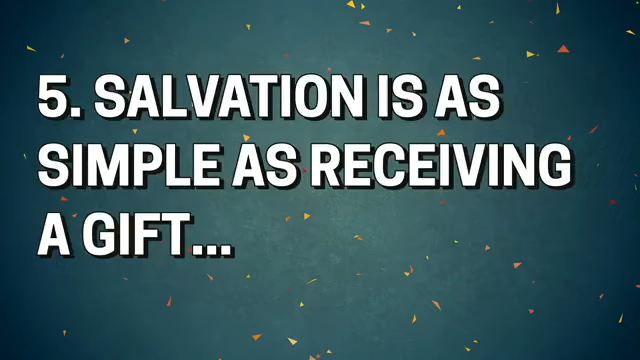 5. SALVATION IS AS
SIMPLE AS RECEIVING
A GIFT...